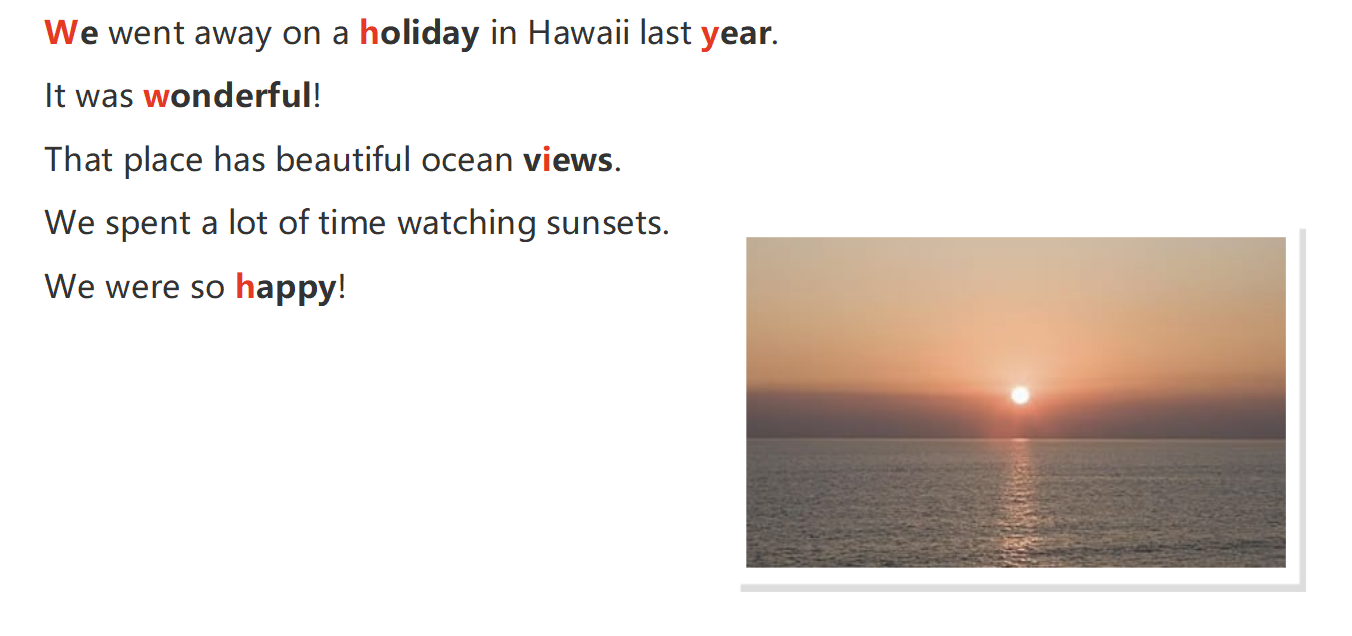 We went away on a holiday in Hawaii last year.
It was wonderful!
That place has beautiful ocean views.
We spent a lot of time watching sunsets.
We were so happy!